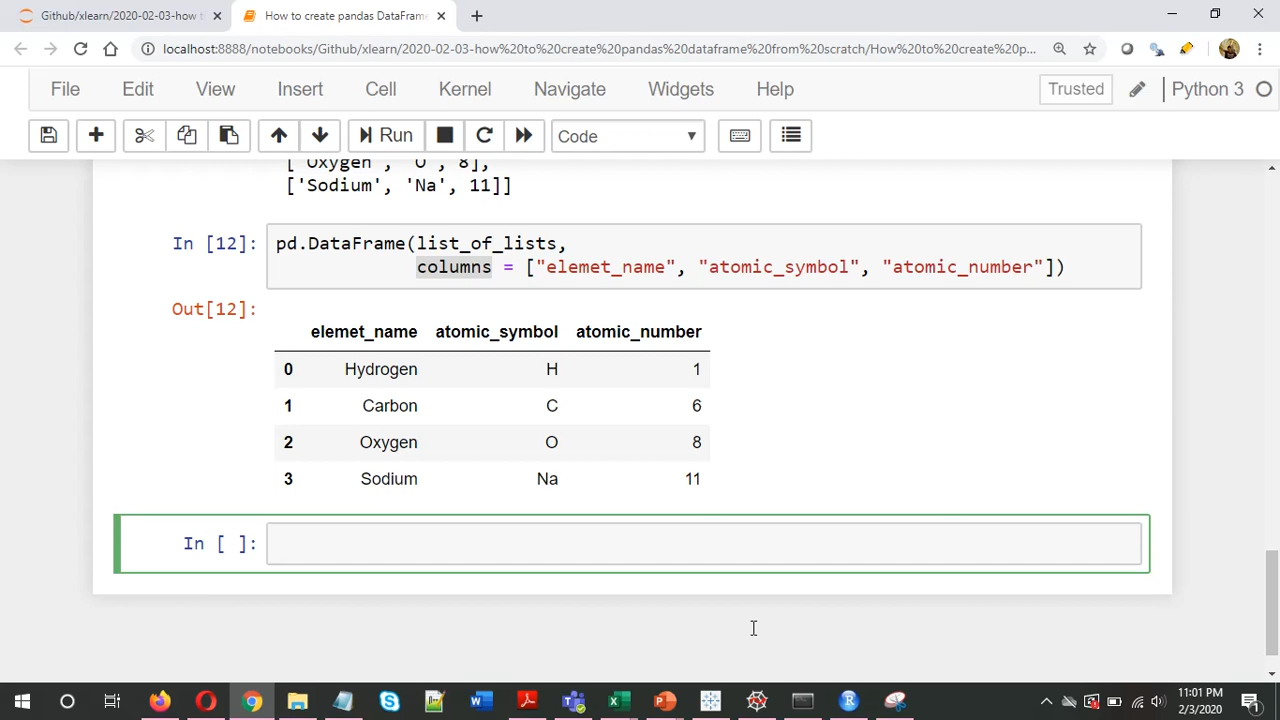 Github/xlearn/2020-02-03-how t
How to create pandas DataFrame
localhost:8888/notebooks/Github/xlearn/2020-02-03-how%20to%20create%20pandas%20dataframe%20from%20scratch/How%20to%20create%20p...
File Edit View Insert Cell Kernel Navigate Widgets Help Trusted Python 3
Run Code
['Oxygen', 'O', 8],
['Sodium', 'Na', 11]]
In [12]: pd.DataFrame(list_of_lists,
columns = ["elemet_name", "atomic_symbol", "atomic_number"])
Out[12]:
elemet_name atomic_symbol atomic_number
0 Hydrogen H 1
1 Carbon C 6
2 Oxygen O 8
3 Sodium Na 11
In [ ]:
11:01 PM
2/3/2020